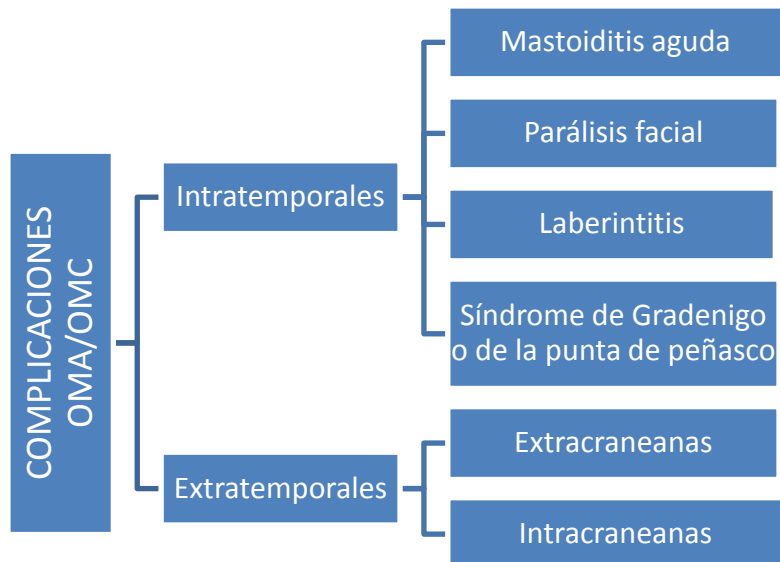 COMPLICACIONES
OMA/OMC
Intratemporales
Mastoiditis aguda
Parálisis facial
Laberintitis
Síndrome de Gradenigo
o de la punta de peñasco
Extratemporales
Extracraneanas
Intracraneanas